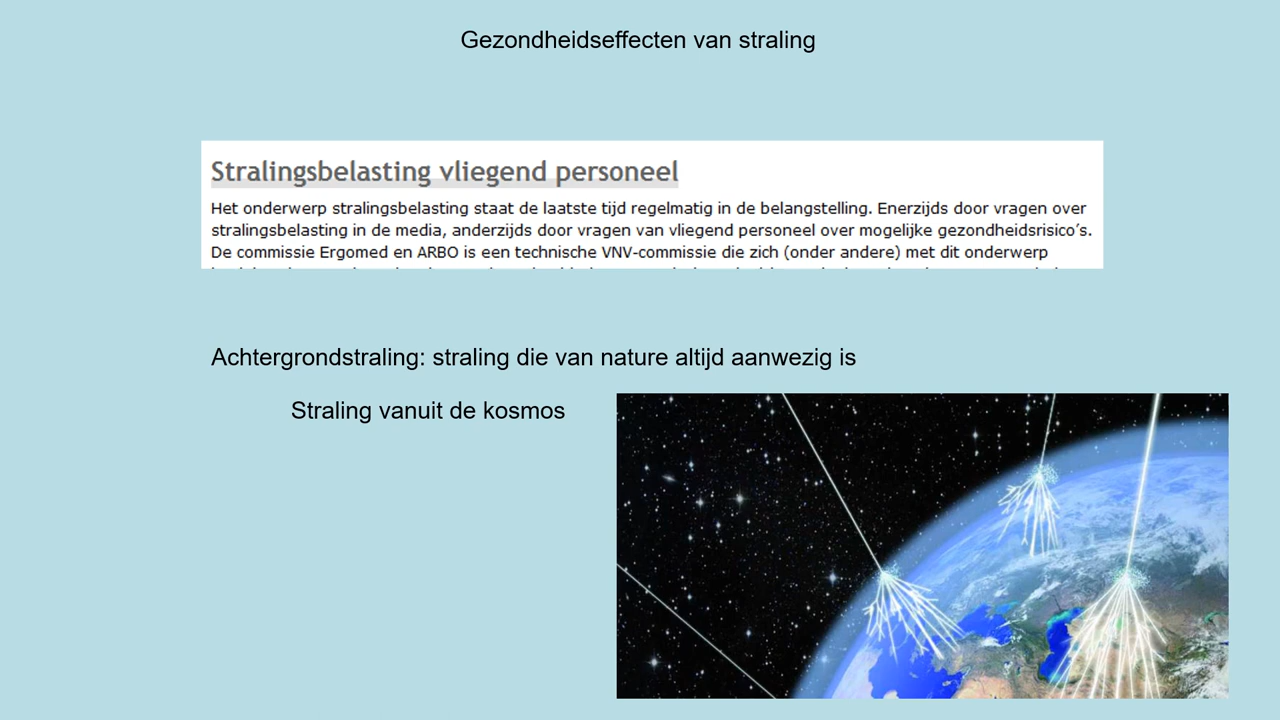 Gezondheidseffecten van straling
Stralingsbelasting vliegend personeel
Het onderwerp stralingsbelasting staat de laatste tijd regelmatig in de belangstelling. Enerzijds door vragen over
stralingsbelasting in de media, anderzijds door vragen van vliegend personeel over mogelijke gezondheidsrisico’s.
De commissie Ergomed en ARBO is een technische VNV-commissie die zich (onder andere) met dit onderwerp
Achtergrondstraling: straling die van nature altijd aanwezig is
Straling vanuit de kosmos